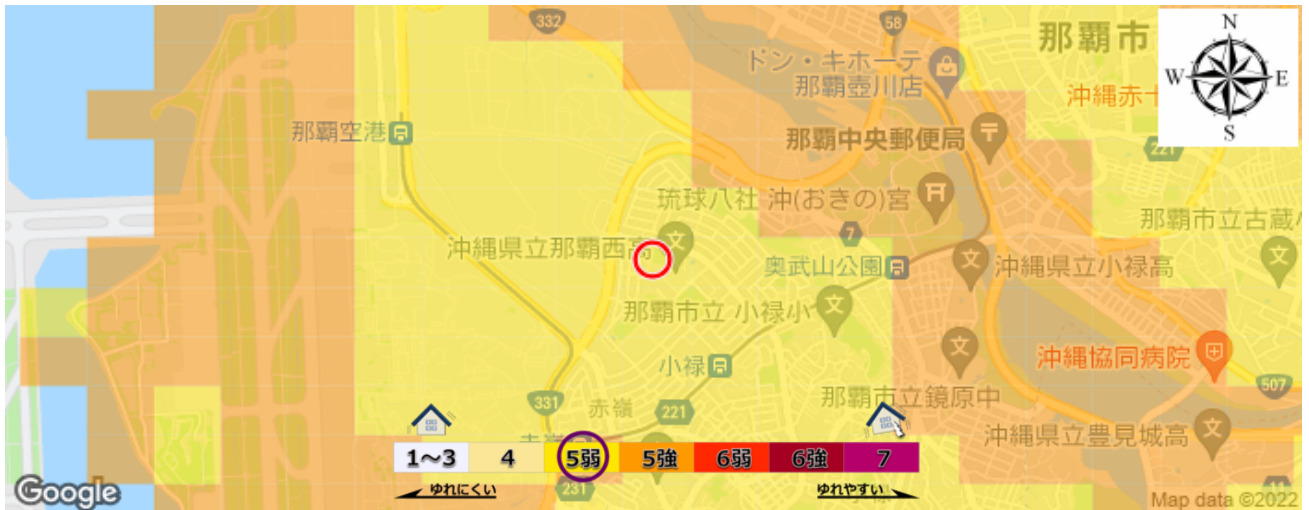 332
58
那覇市
N
W
E
S
ドン・キホーテ
那覇壺川店
沖縄赤十
那覇空港
那覇中央郵便局
221
琉球八社 沖(おきの)宮
那覇市立古蔵小
7
沖縄県立那覇西高
奥武山公園
沖縄県立小禄高
那覇市立 小禄小
小禄
沖縄協同病院
507
331
赤嶺
221
那覇市立鏡原中
沖縄県立豊見城高
1～3
4
5弱
5強
6弱
6強
7
ゆれにくい
ゆれやすい
231
Google
Map data ©2022